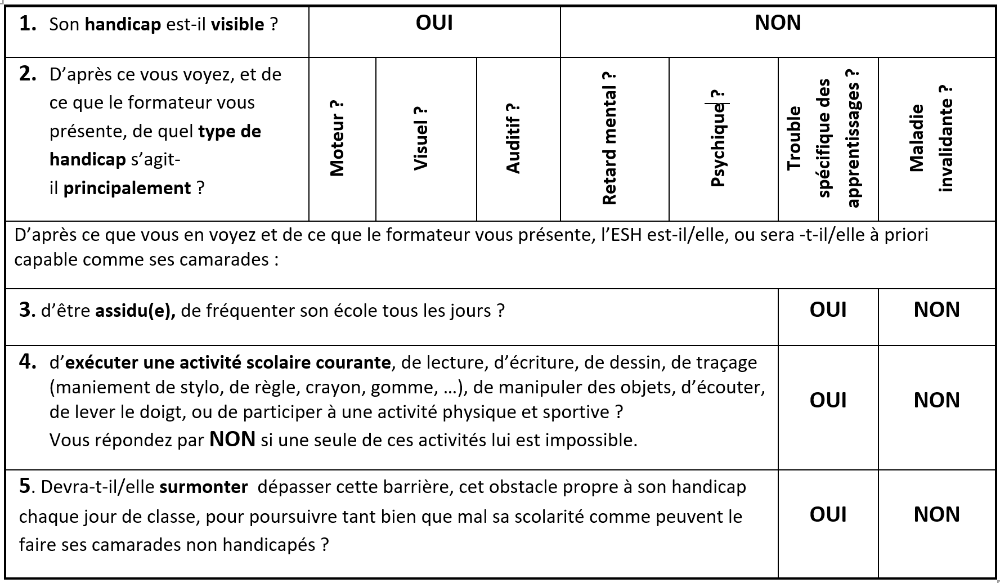 1. Son handicap est-il visible ?
OUI
NON
2. D’après ce vous voyez, et de
ce que le formateur vous
présente, de quel type de
handicap s’agit-
il principalement ?
Moteur ?
Visuel ?
Auditif ?
Retard mental ?
Psychique ?
Trouble
spécifique des
apprentissages ?
Maladie
invalidante ?
D’après ce que vous en voyez et de ce que le formateur vous présente, l’ESH est-il/elle, ou sera -t-il/elle à priori
capable comme ses camarades :
3. d’être assidu(e), de fréquenter son école tous les jours ?
OUI
NON
4. d’exécuter une activité scolaire courante, de lecture, d’écriture, de dessin, de traçage
(maniement de stylo, de règle, crayon, gomme, …), de manipuler des objets, d’écouter,
de lever le doigt, ou de participer à une activité physique et sportive ?
Vous répondez par NON si une seule de ces activités lui est impossible.
OUI
NON
5. Devra-t-il/elle surmonter  dépasser cette barrière, cet obstacle propre à son handicap
chaque jour de classe, pour poursuivre tant bien que mal sa scolarité comme peuvent le
faire ses camarades non handicapés ?
OUI
NON